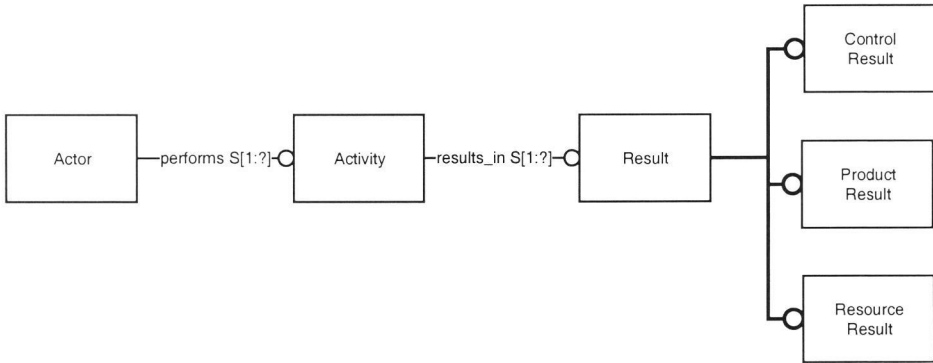 Control
Result
Actor
performs S[1:?]
Activity
results_in S[1:?]
Result
Product
Result
Resource
Result